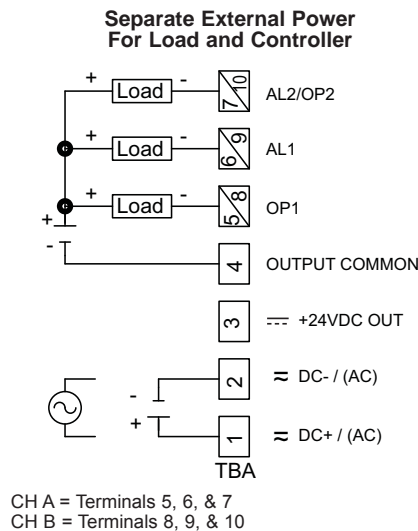 Separate External Power
For Load and Controller
+ Load - 7/10 AL2/OP2
+ Load - 6/9 AL1
+ Load - 5/8 OP1
+
-
4 OUTPUT COMMON
3 +24VDC OUT
2 ≂ DC- / (AC)
-
+
1 ≂ DC+ / (AC)
TBA
CH A = Terminals 5, 6, & 7
CH B = Terminals 8, 9, & 10